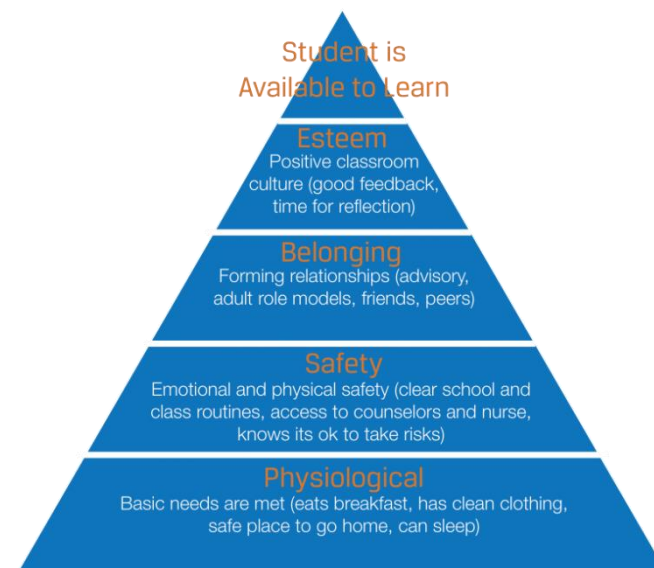 Student is
Available to Learn
Esteem
Positive classroom
culture (good feedback,
time for reflection)
Belonging
Forming relationships (advisory,
adult role models, friends, peers)
Safety
Emotional and physical safety (clear school and
class routines, access to counselors and nurse,
knows its ok to take risks)
Physiological
Basic needs are met (eats breakfast, has clean clothing,
safe place to go home, can sleep)